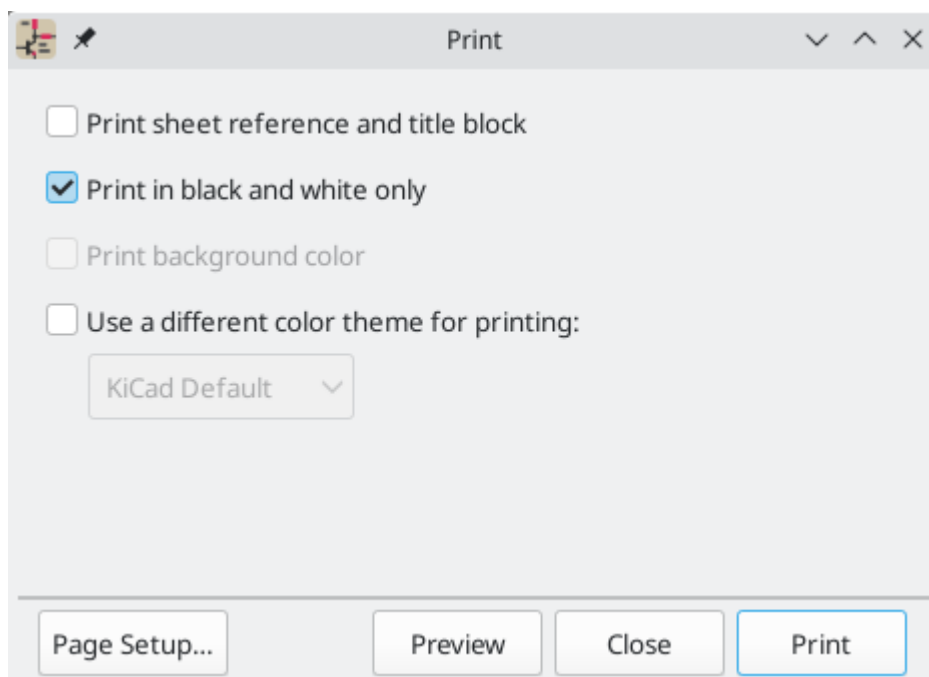 Print
Print sheet reference and title block
Print in black and white only
Print background color
Use a different color theme for printing:
KiCad Default
Page Setup... Preview Close Print